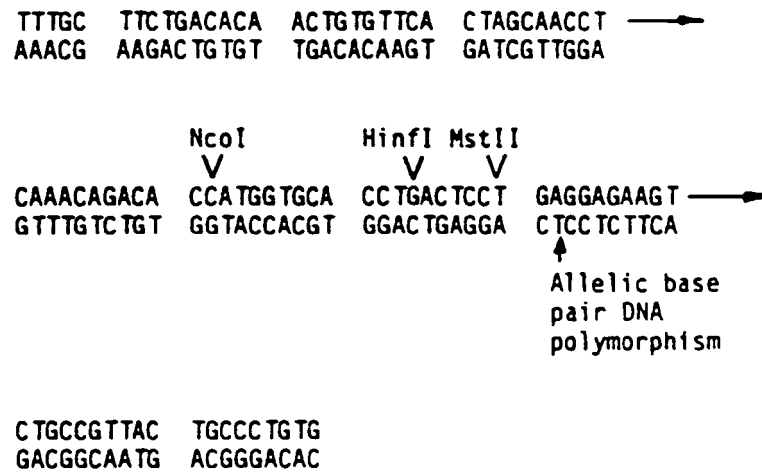 TTTGC TTCTGACACA ACTGTGTTCA CTAGCAACCT
AAACG AAGACTGTGT TGACACAAGT GATCGTTGGA
NcoI HinfI MstII
CAAACAGACA CCATGGTGCA CCTGACTCCT GAGGAGAAGT
GTTTGTCTGT GGTACCACGT GGACTGAGGA CTCCTCTTCA
Allelic base
pair DNA
polymorphism
CTGCCGTTAC TGCCCTGTG
GACGGCAATG ACGGGACAC